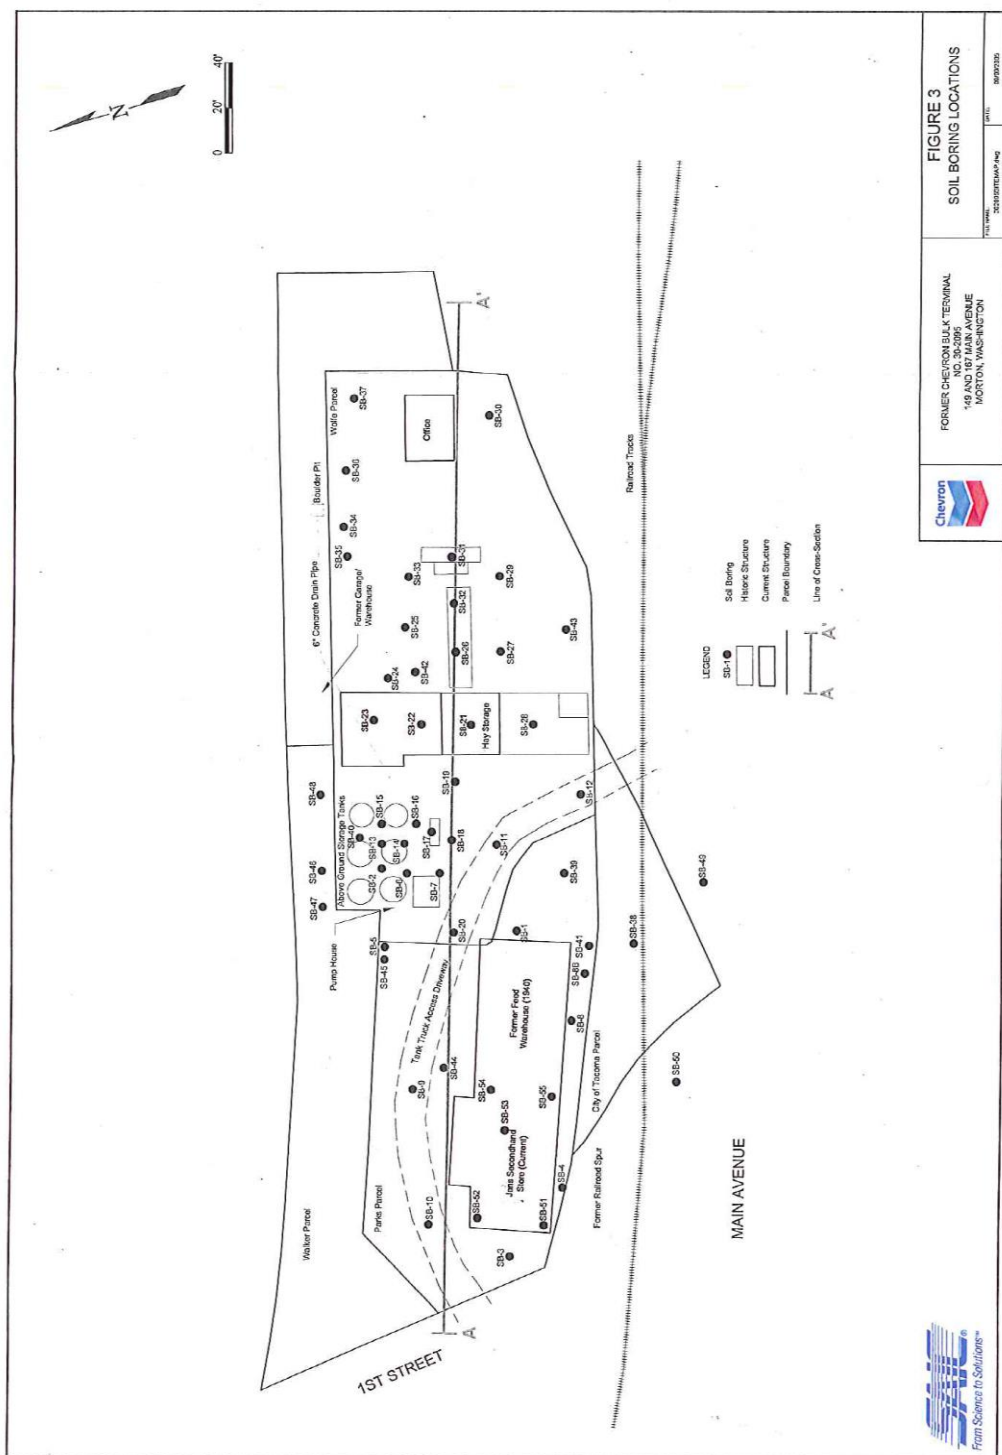 N
0 20' 40'
1ST STREET
MAIN AVENUE
Walker Parcel
Parks Parcel
Wolfe Parcel
City of Tacoma Parcel
Boulder Pit
6" Concrete Drain Pipe
Former Garage/
Warehouse
Above Ground Storage Tanks
Pump House
Tank Truck Access Driveway
Hay Storage
Office
Former Feed
Warehouse (1940)
Jons Secondhand
Store (Current)
Former Railroad Spur
Railroad Tracks
A
A'
SB-47
SB-46
SB-48
SB-35
SB-34
SB-36
SB-37
SB-45
SB-5
SB-2
SB-13
SB-40
SB-15
SB-16
SB-14
SB-6
SB-7
SB-17
SB-23
SB-22
SB-21
SB-28
SB-24
SB-42
SB-25
SB-33
SB-31
SB-32
SB-26
SB-27
SB-29
SB-30
SB-43
SB-10
SB-9
SB-44
SB-20
SB-18
SB-19
SB-11
SB-12
SB-39
SB-1
SB-41
SB-8B
SB-8
SB-38
SB-49
SB-50
SB-54
SB-53
SB-55
SB-52
SB-51
SB-4
SB-3
LEGEND
SB-1 Soil Boring
Historic Structure
Current Structure
Parcel Boundary
A A' Line of Cross-Section
SAIC®
From Science to Solutions™
Chevron
FORMER CHEVRON BULK TERMINAL
NO. 30-2095
149 AND 167 MAIN AVENUE
MORTON, WASHINGTON
FIGURE 3
SOIL BORING LOCATIONS
FILE NAME:
DATE: